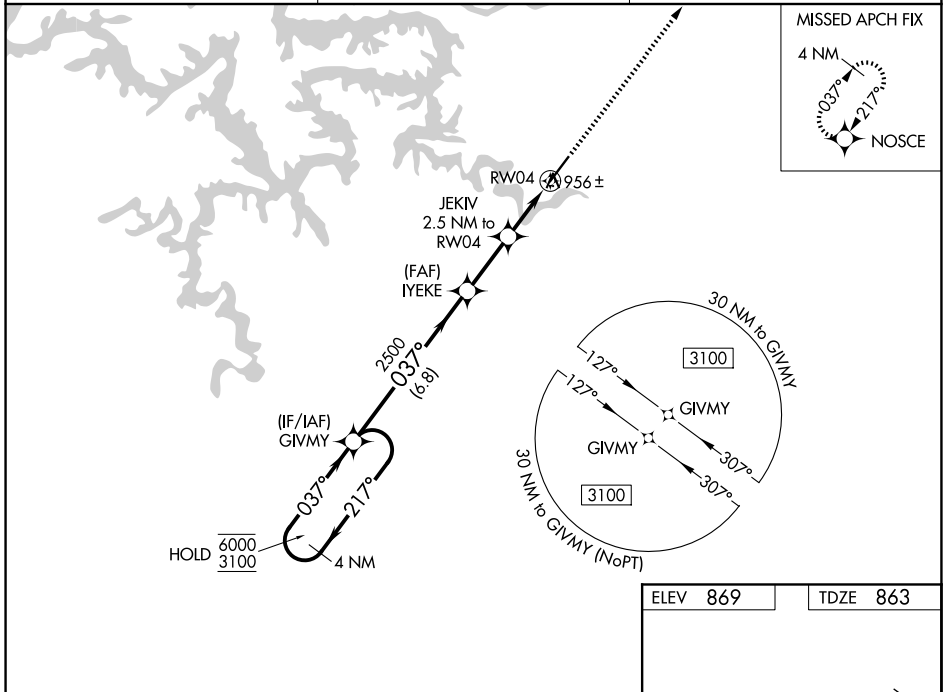 MISSED APCH FIX
4 NM
037°
217°
NOSCE
RW04
956 ±
JEKIV
2.5 NM to
RW04
(FAF)
IYEKE
2500
037°
(6.8)
(IF/IAF)
GIVMY
037°
217°
HOLD
6000
3100
4 NM
30 NM to GIVMY
3100
127°
GIVMY
307°
127°
GIVMY
307°
3100
30 NM to GIVMY (NoPT)
ELEV 869
TDZE 863